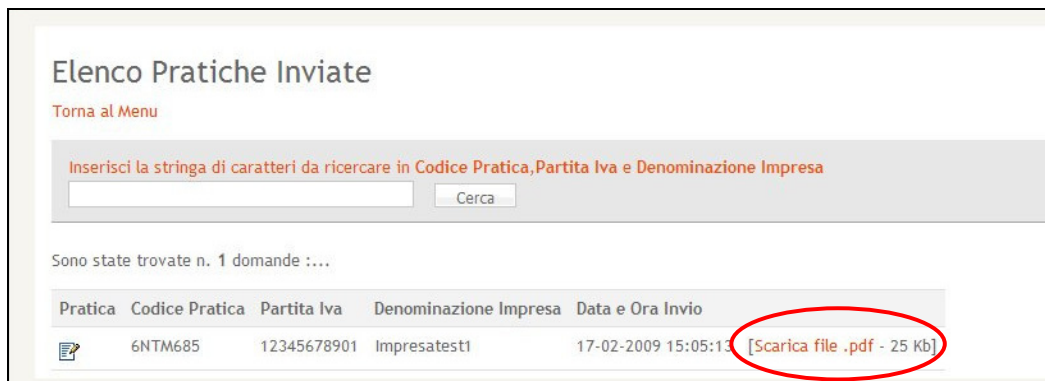 Elenco Pratiche Inviate
Torna al Menu
Inserisci la stringa di caratteri da ricercare in Codice Pratica,Partita Iva e Denominazione Impresa
Cerca
Sono state trovate n. 1 domande :...
Pratica Codice Pratica Partita Iva Denominazione Impresa Data e Ora Invio
6NTM685 12345678901 Impresatest1 17-02-2009 15:05:13 [Scarica file .pdf - 25 Kb]